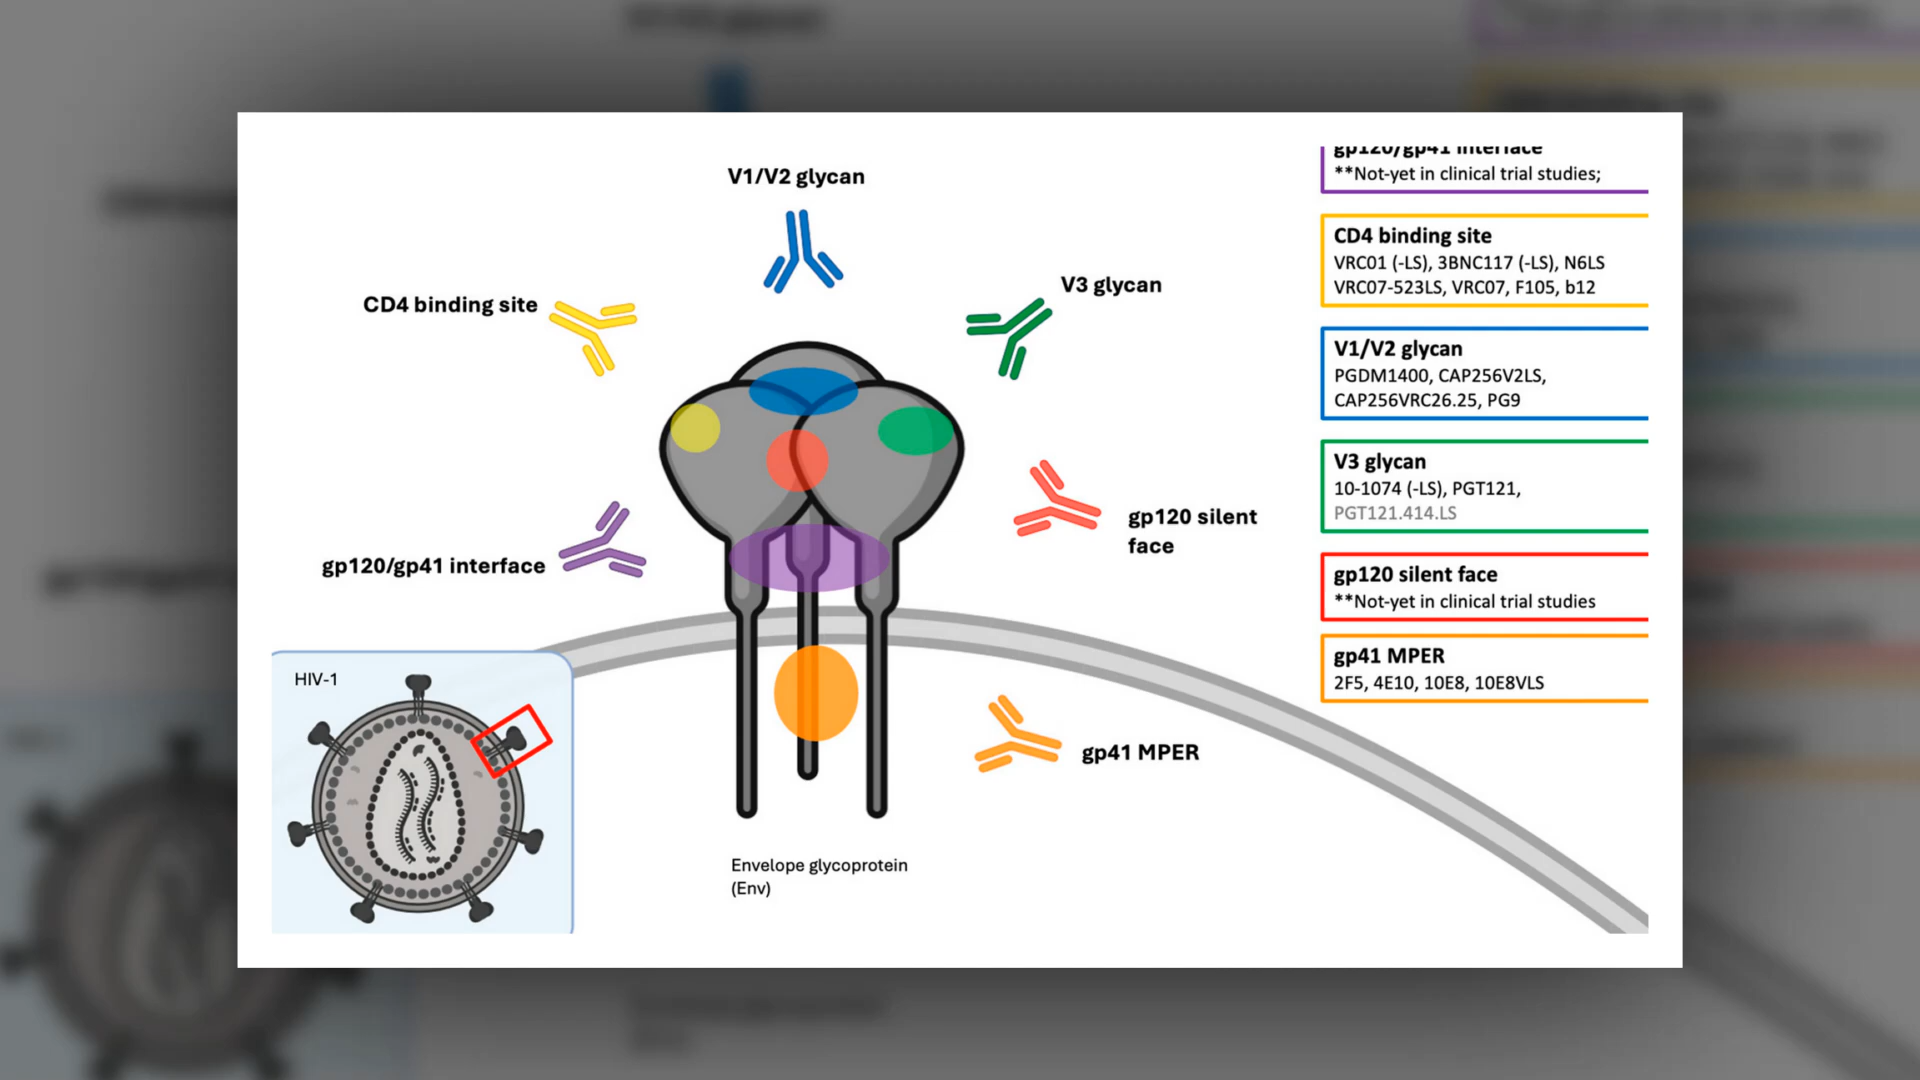 V1/V2 glycan
CD4 binding site
V3 glycan
gp120/gp41 interface
gp120 silent
face
gp41 MPER
HIV-1
Envelope glycoprotein
(Env)
gp120/gp41 interface
**Not-yet in clinical trial studies;
CD4 binding site
VRC01 (-LS), 3BNC117 (-LS), N6LS
VRC07-523LS, VRC07, F105, b12
V1/V2 glycan
PGDM1400, CAP256V2LS,
CAP256VRC26.25, PG9
V3 glycan
10-1074 (-LS), PGT121,
PGT121.414.LS
gp120 silent face
**Not-yet in clinical trial studies
gp41 MPER
2F5, 4E10, 10E8, 10E8VLS